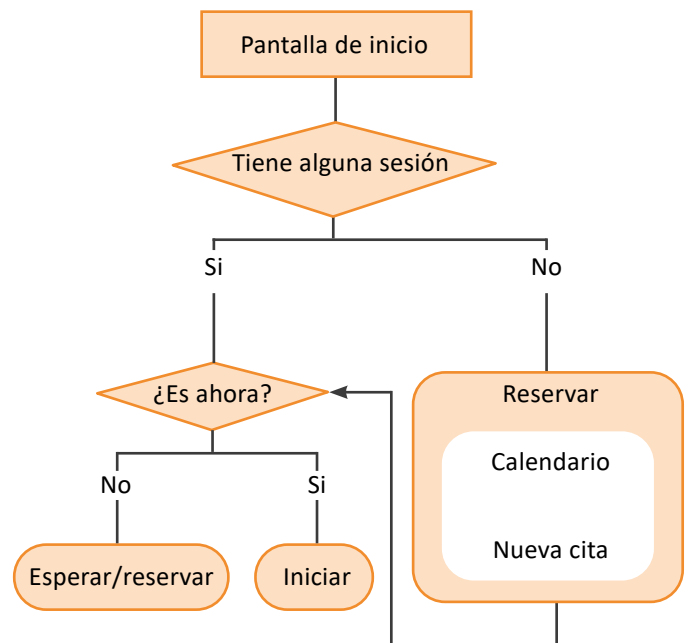 Pantalla de inicio
Tiene alguna sesión
Si
No
¿Es ahora?
Reservar
Calendario
No
Si
Nueva cita
Esperar/reservar
Iniciar